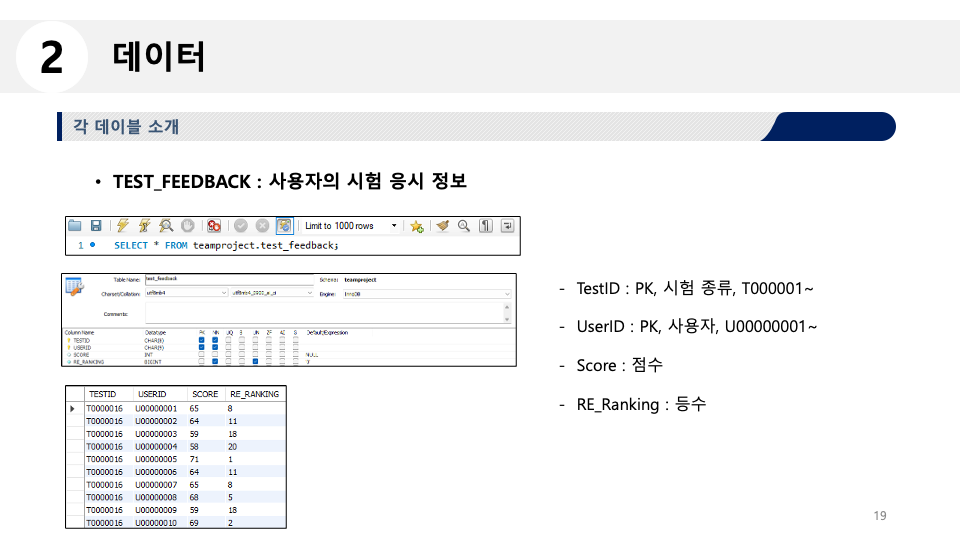 2 데이터
각 데이블 소개
• TEST_FEEDBACK : 사용자의 시험 응시 정보
Limit to 1000 rows
1 SELECT * FROM teamproject.test_feedback;
Table Name: test_feedback Schema: teamproject
Charset/Collation: utf8mb4 Engine: InnoDB
Comments:
Column Name Datatype PK NN UQ B UN ZF AI G Default/Expression
TESTID CHAR(8)
USERID CHAR(9)
SCORE INT NULL
RE_RANKING BIGINT
TESTID USERID SCORE RE_RANKING
T0000016 U00000001 65 8
T0000016 U00000002 64 11
T0000016 U00000003 59 18
T0000016 U00000004 58 20
T0000016 U00000005 71 1
T0000016 U00000006 64 11
T0000016 U00000007 65 8
T0000016 U00000008 68 5
T0000016 U00000009 59 18
T0000016 U00000010 69 2
- TestID : PK, 시험 종류, T000001~
- UserID : PK, 사용자, U00000001~
- Score : 점수
- RE_Ranking : 등수
19